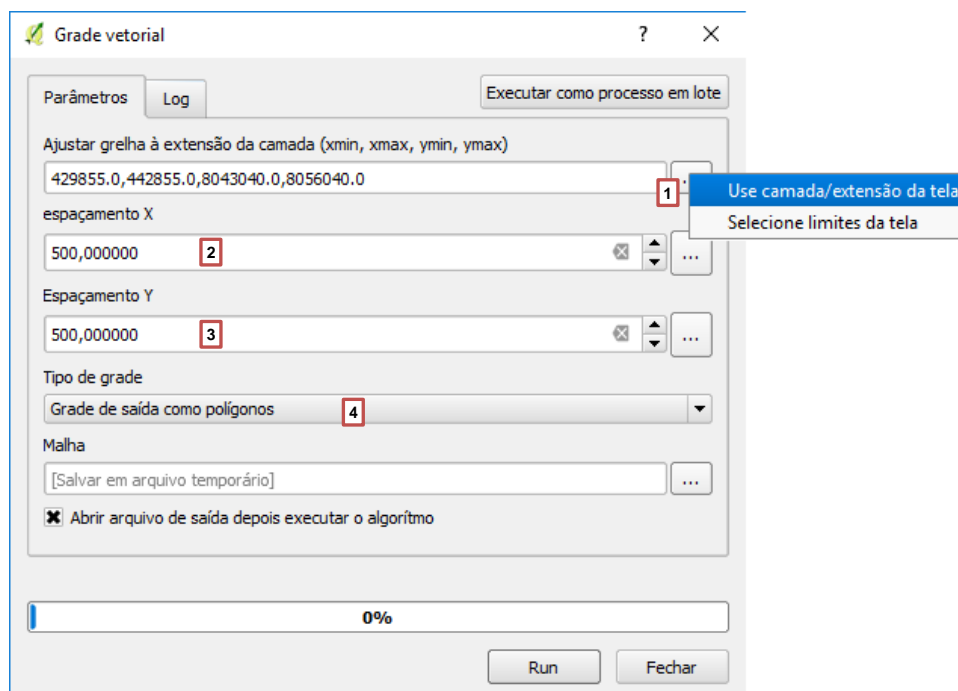 Grade vetorial
Parâmetros
Log
Executar como processo em lote
Ajustar grelha à extensão da camada (xmin, xmax, ymin, ymax)
429855.0,442855.0,8043040.0,8056040.0
...
1
Use camada/extensão da tela
Selecione limites da tela
espaçamento X
500,000000
2
...
Espaçamento Y
500,000000
3
...
Tipo de grade
Grade de saída como polígonos
4
Malha
[Salvar em arquivo temporário]
...
Abrir arquivo de saída depois executar o algorítmo
0%
Run
Fechar